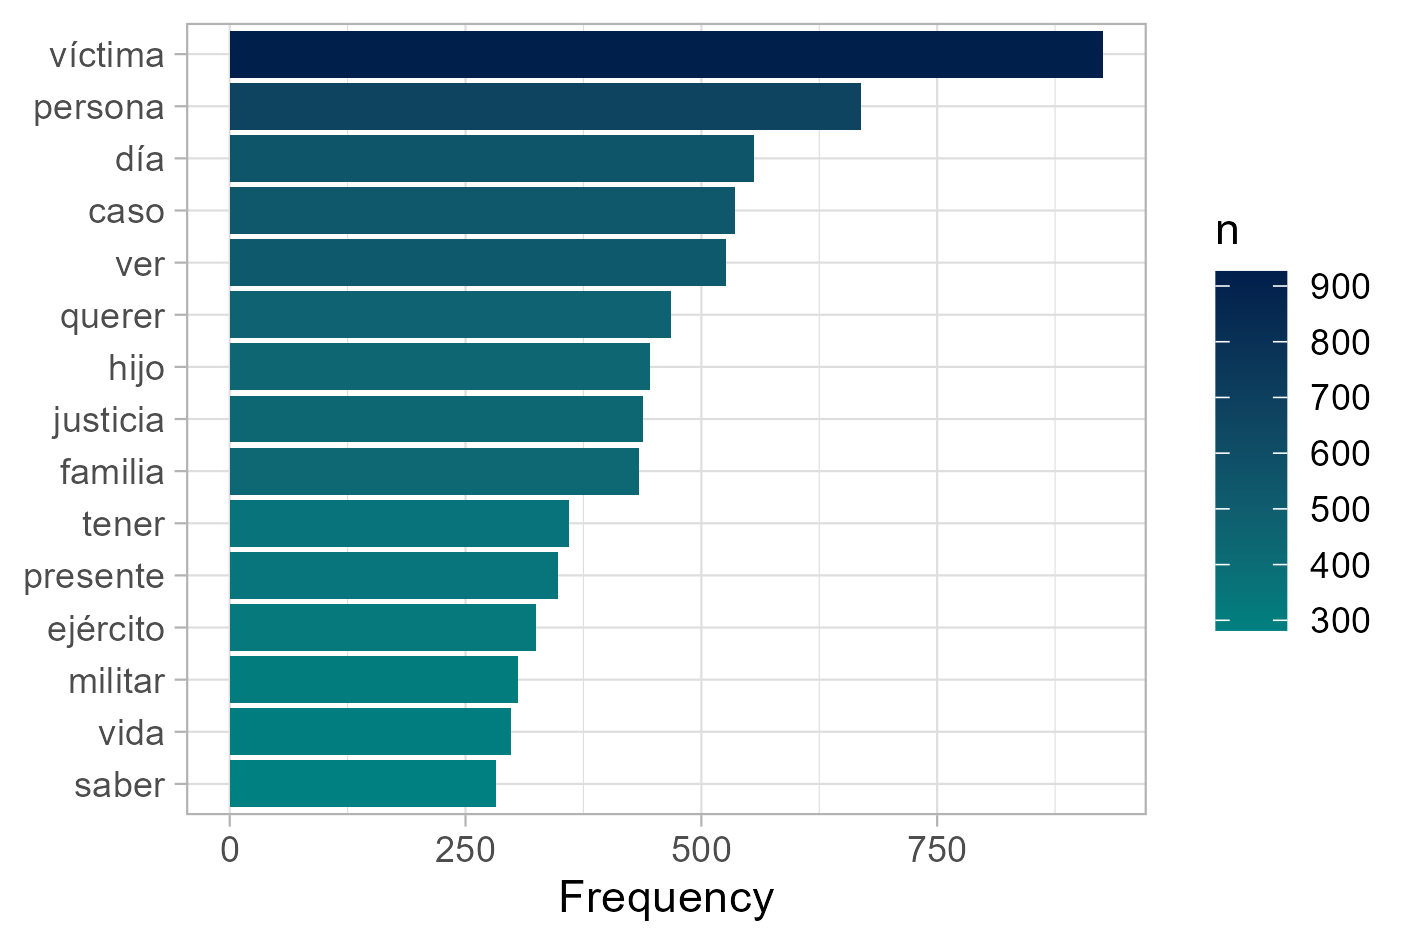 víctima
persona
día
caso
ver
querer
hijo
justicia
familia
tener
presente
ejército
militar
vida
saber
0 250 500 750
Frequency
n
900
800
700
600
500
400
300